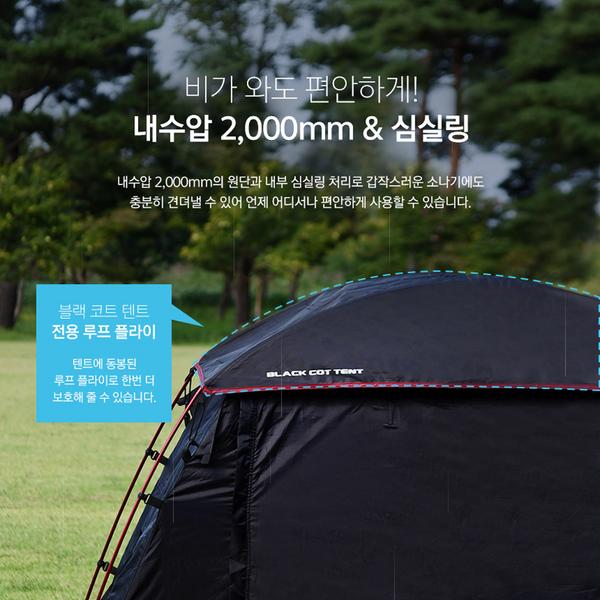 비가 와도 편안하게!
내수압 2,000mm & 심실링
내수압 2,000mm의 원단과 내부 심실링 처리로 갑작스러운 소나기에도
충분히 견뎌낼 수 있어 언제 어디서나 편안하게 사용할 수 있습니다.
블랙 코트 텐트
전용 루프 플라이
텐트에 동봉된
루프 플라이로 한번 더
보호해 줄 수 있습니다.
BLACK COT TENT